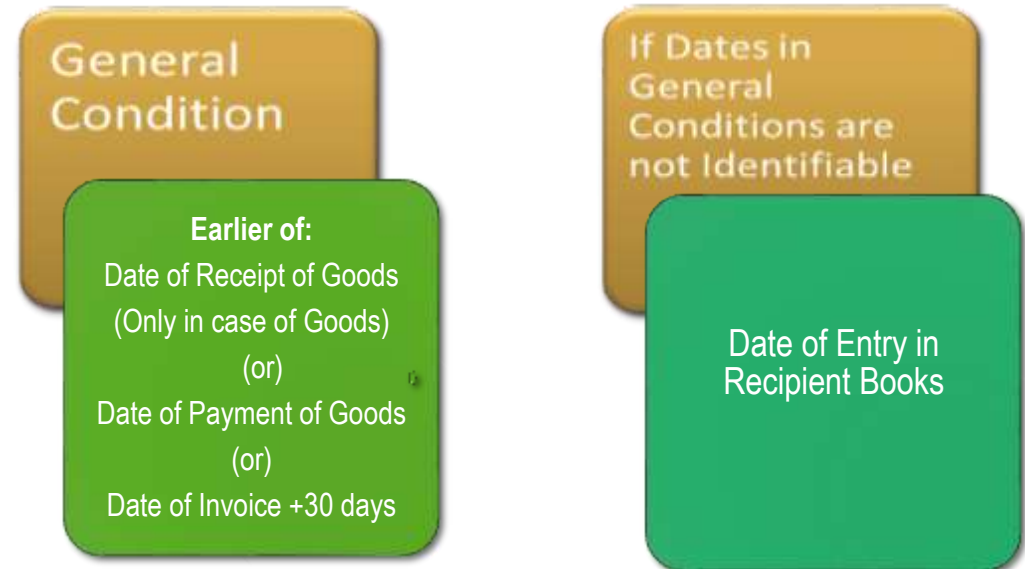 General
Condition
Earlier of:
Date of Receipt of Goods
(Only in case of Goods)
(or)
Date of Payment of Goods
(or)
Date of Invoice +30 days
If Dates in
General
Conditions are
not Identifiable
Date of Entry in
Recipient Books